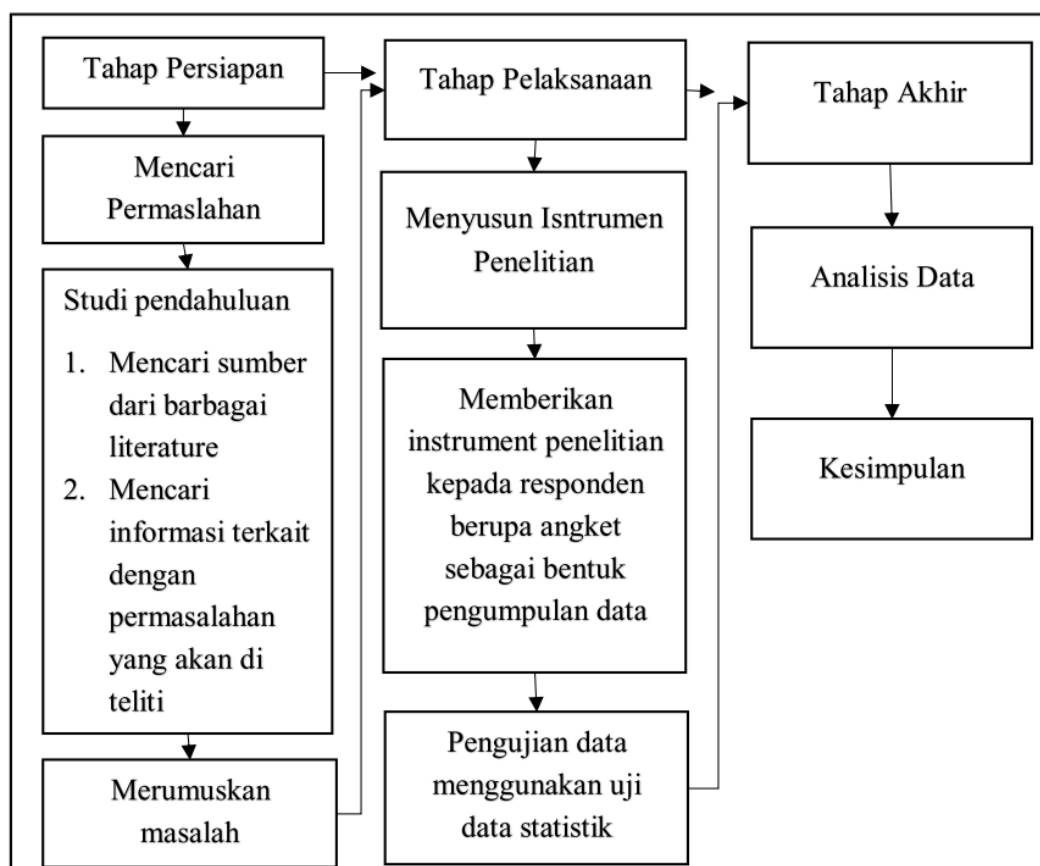 Tahap Persiapan
Mencari
Permaslahan
Studi pendahuluan
1. Mencari sumber
dari barbagai
literature
2. Mencari
informasi terkait
dengan
permasalahan
yang akan di
teliti
Merumuskan
masalah
Tahap Pelaksanaan
Menyusun Isntrumen
Penelitian
Memberikan
instrument penelitian
kepada responden
berupa angket
sebagai bentuk
pengumpulan data
Pengujian data
menggunakan uji
data statistik
Tahap Akhir
Analisis Data
Kesimpulan